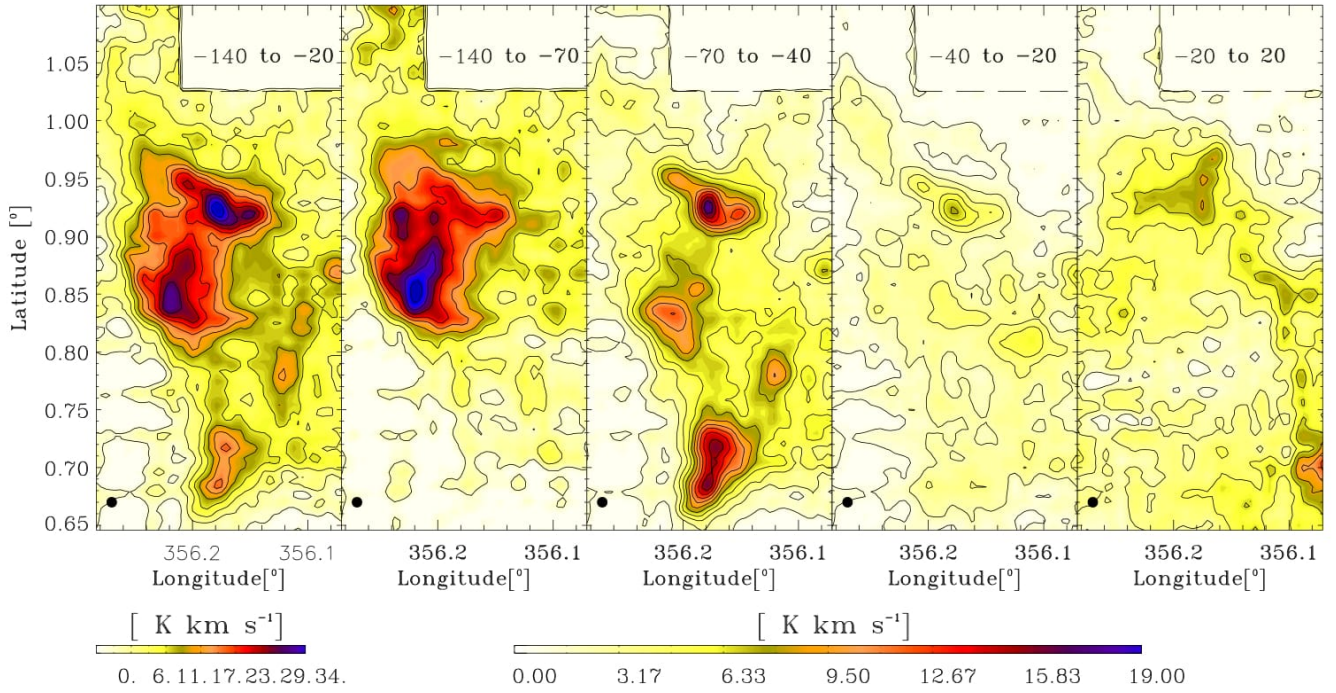 −140 to −20
−140 to −70
−70 to −40
−40 to −20
−20 to 20
1.05
1.00
0.95
0.90
0.85
0.80
0.75
0.70
0.65
Latitude [°]
356.2 356.1
356.2 356.1
356.2 356.1
356.2 356.1
356.2 356.1
Longitude[°]
Longitude[°]
Longitude[°]
Longitude[°]
Longitude[°]
[ K km s⁻¹]
0. 6.11.17.23.29.34.
[ K km s⁻¹]
0.00 3.17 6.33 9.50 12.67 15.83 19.00